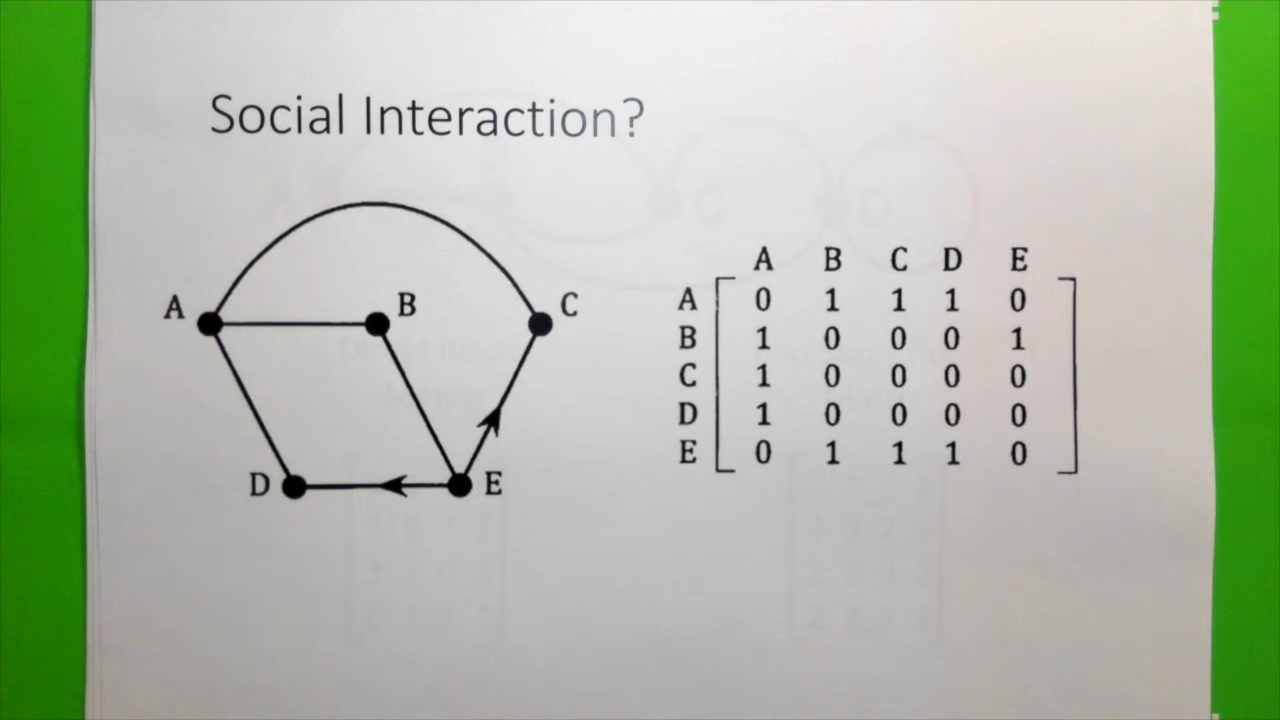 Social Interaction?
A B C D E
A B C
A 0 1 1 1 0
B 1 0 0 0 1
C 1 0 0 0 0
D 1 0 0 0 0
E 0 1 1 1 0
D E